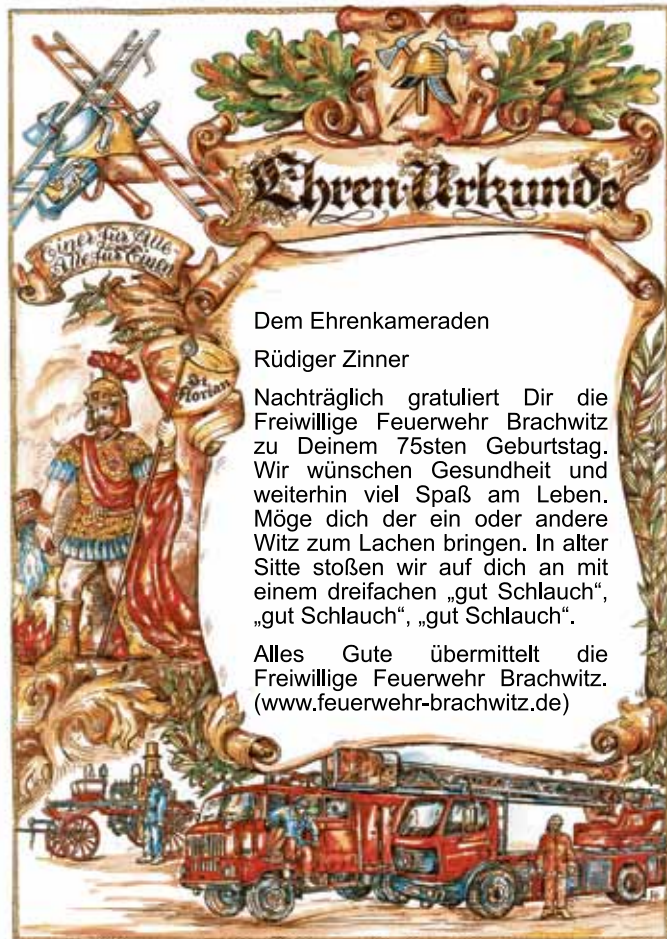 Ehren-Urkunde
Einer für Alle-
Alle für Einen
St.
Florian
Dem Ehrenkameraden
Rüdiger Zinner
Nachträglich gratuliert Dir die
Freiwillige Feuerwehr Brachwitz
zu Deinem 75sten Geburtstag.
Wir wünschen Gesundheit und
weiterhin viel Spaß am Leben.
Möge dich der ein oder andere
Witz zum Lachen bringen. In alter
Sitte stoßen wir auf dich an mit
einem dreifachen „gut Schlauch“,
„gut Schlauch“, „gut Schlauch“.
Alles Gute übermittelt die
Freiwillige Feuerwehr Brachwitz.
(www.feuerwehr-brachwitz.de)